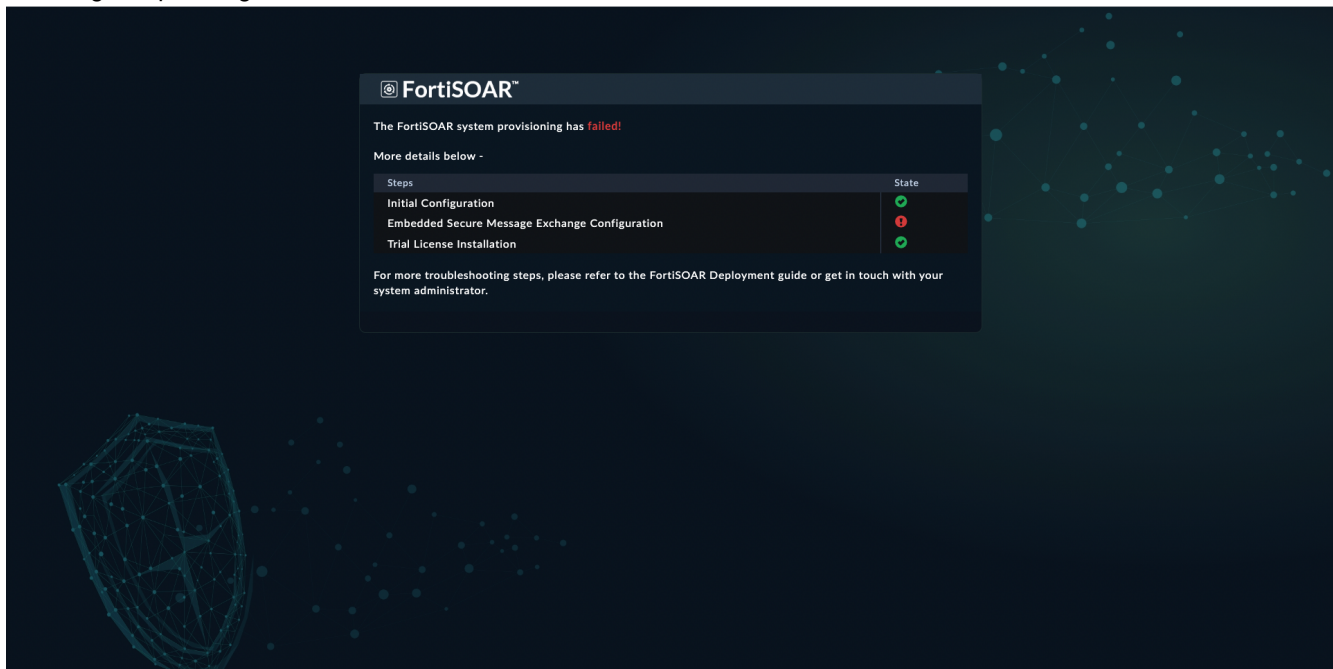 FortiSOAR™
The FortiSOAR system provisioning has failed!
More details below -
Steps State
Initial Configuration
Embedded Secure Message Exchange Configuration
Trial License Installation
For more troubleshooting steps, please refer to the FortiSOAR Deployment guide or get in touch with your
system administrator.